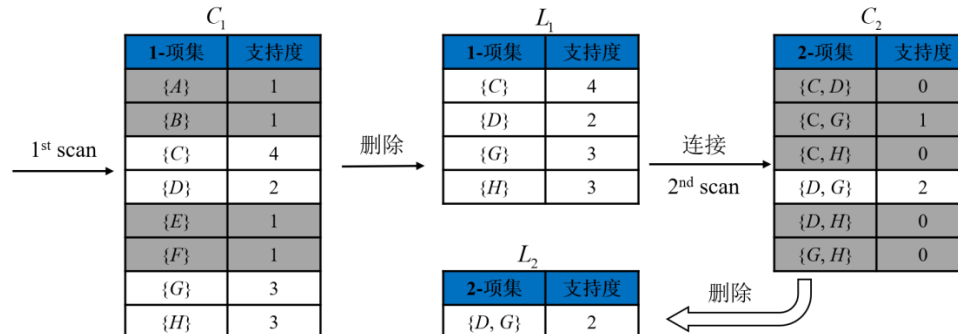 C1
1-项集 支持度
{A} 1
{B} 1
{C} 4
{D} 2
{E} 1
{F} 1
{G} 3
{H} 3
1st scan
删除
L1
1-项集 支持度
{C} 4
{D} 2
{G} 3
{H} 3
连接
2nd scan
C2
2-项集 支持度
{C, D} 0
{C, G} 1
{C, H} 0
{D, G} 2
{D, H} 0
{G, H} 0
删除
L2
2-项集 支持度
{D, G} 2